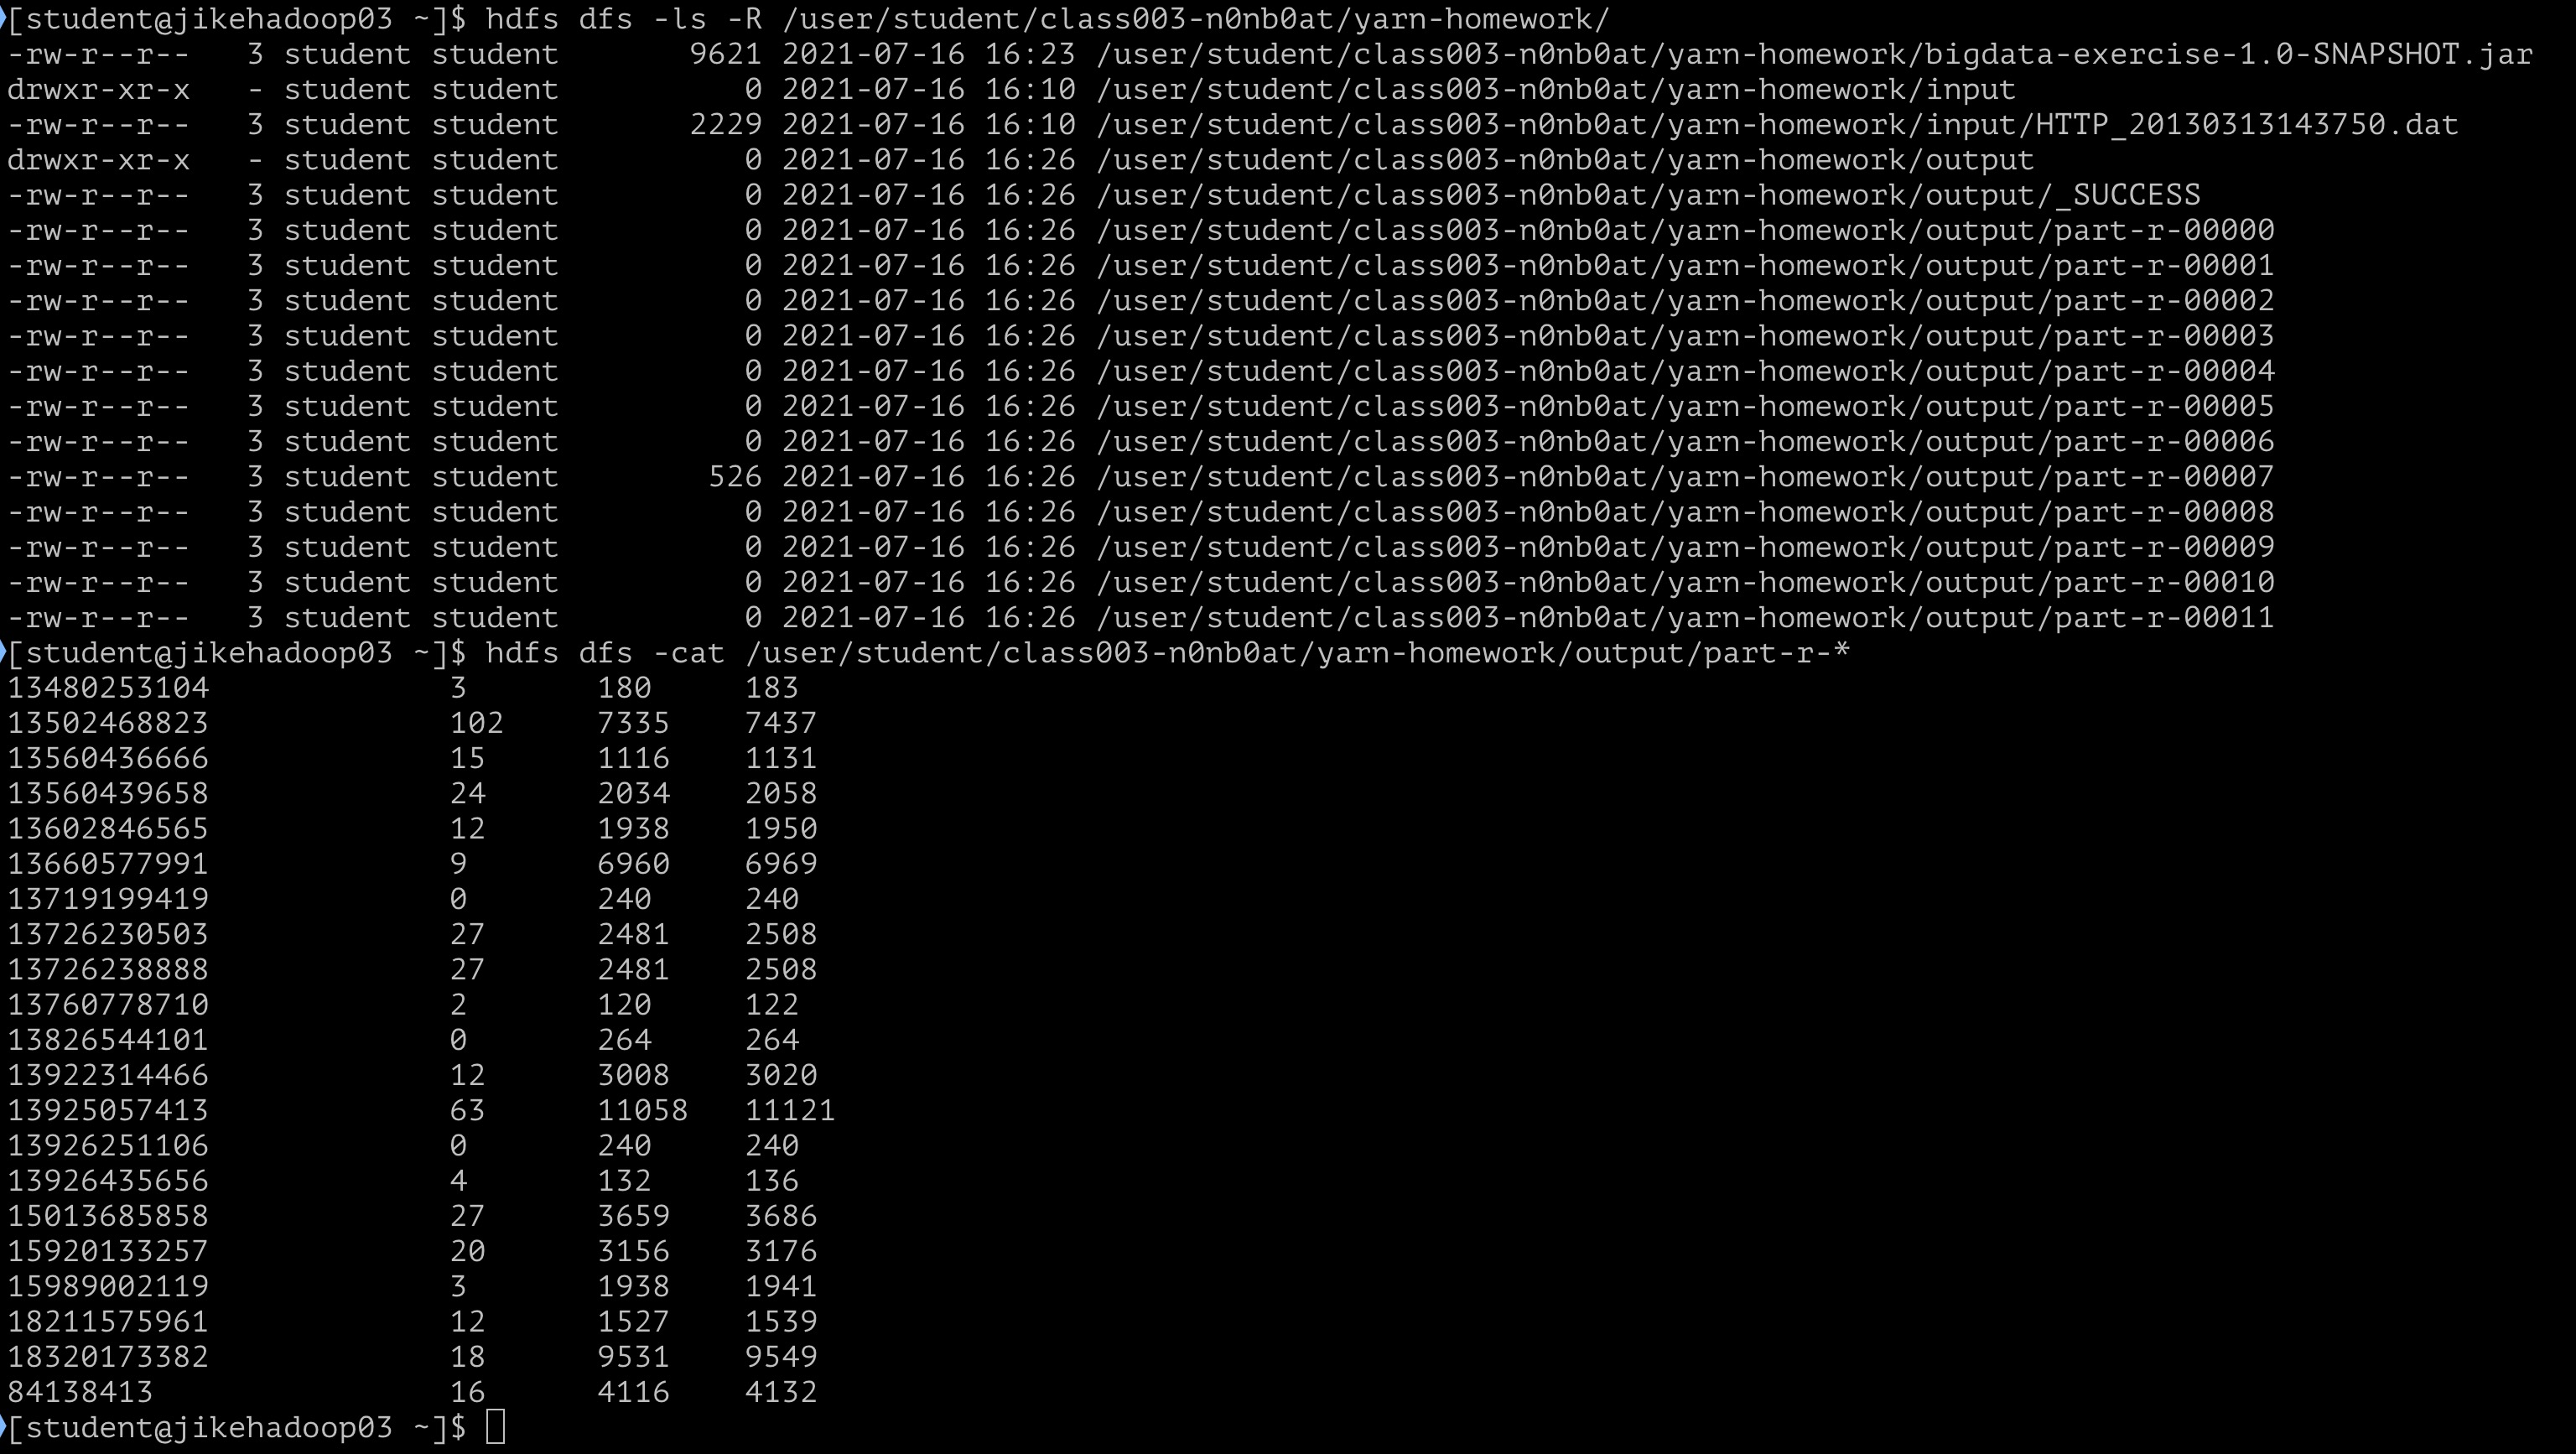 [student@jikehadoop03 ~]$ hdfs dfs -ls -R /user/student/class003-n0nb0at/yarn-homework/
-rw-r--r--   3 student student       9621 2021-07-16 16:23 /user/student/class003-n0nb0at/yarn-homework/bigdata-exercise-1.0-SNAPSHOT.jar
drwxr-xr-x   - student student          0 2021-07-16 16:10 /user/student/class003-n0nb0at/yarn-homework/input
-rw-r--r--   3 student student       2229 2021-07-16 16:10 /user/student/class003-n0nb0at/yarn-homework/input/HTTP_20130313143750.dat
drwxr-xr-x   - student student          0 2021-07-16 16:26 /user/student/class003-n0nb0at/yarn-homework/output
-rw-r--r--   3 student student          0 2021-07-16 16:26 /user/student/class003-n0nb0at/yarn-homework/output/_SUCCESS
-rw-r--r--   3 student student          0 2021-07-16 16:26 /user/student/class003-n0nb0at/yarn-homework/output/part-r-00000
-rw-r--r--   3 student student          0 2021-07-16 16:26 /user/student/class003-n0nb0at/yarn-homework/output/part-r-00001
-rw-r--r--   3 student student          0 2021-07-16 16:26 /user/student/class003-n0nb0at/yarn-homework/output/part-r-00002
-rw-r--r--   3 student student          0 2021-07-16 16:26 /user/student/class003-n0nb0at/yarn-homework/output/part-r-00003
-rw-r--r--   3 student student          0 2021-07-16 16:26 /user/student/class003-n0nb0at/yarn-homework/output/part-r-00004
-rw-r--r--   3 student student          0 2021-07-16 16:26 /user/student/class003-n0nb0at/yarn-homework/output/part-r-00005
-rw-r--r--   3 student student          0 2021-07-16 16:26 /user/student/class003-n0nb0at/yarn-homework/output/part-r-00006
-rw-r--r--   3 student student        526 2021-07-16 16:26 /user/student/class003-n0nb0at/yarn-homework/output/part-r-00007
-rw-r--r--   3 student student          0 2021-07-16 16:26 /user/student/class003-n0nb0at/yarn-homework/output/part-r-00008
-rw-r--r--   3 student student          0 2021-07-16 16:26 /user/student/class003-n0nb0at/yarn-homework/output/part-r-00009
-rw-r--r--   3 student student          0 2021-07-16 16:26 /user/student/class003-n0nb0at/yarn-homework/output/part-r-00010
-rw-r--r--   3 student student          0 2021-07-16 16:26 /user/student/class003-n0nb0at/yarn-homework/output/part-r-00011
[student@jikehadoop03 ~]$ hdfs dfs -cat /user/student/class003-n0nb0at/yarn-homework/output/part-r-*
13480253104             3       180     183
13502468823             102     7335    7437
13560436666             15      1116    1131
13560439658             24      2034    2058
13602846565             12      1938    1950
13660577991             9       6960    6969
13719199419             0       240     240
13726230503             27      2481    2508
13726238888             27      2481    2508
13760778710             2       120     122
13826544101             0       264     264
13922314466             12      3008    3020
13925057413             63      11058   11121
13926251106             0       240     240
13926435656             4       132     136
15013685858             27      3659    3686
15920133257             20      3156    3176
15989002119             3       1938    1941
18211575961             12      1527    1539
18320173382             18      9531    9549
84138413                16      4116    4132
[student@jikehadoop03 ~]$